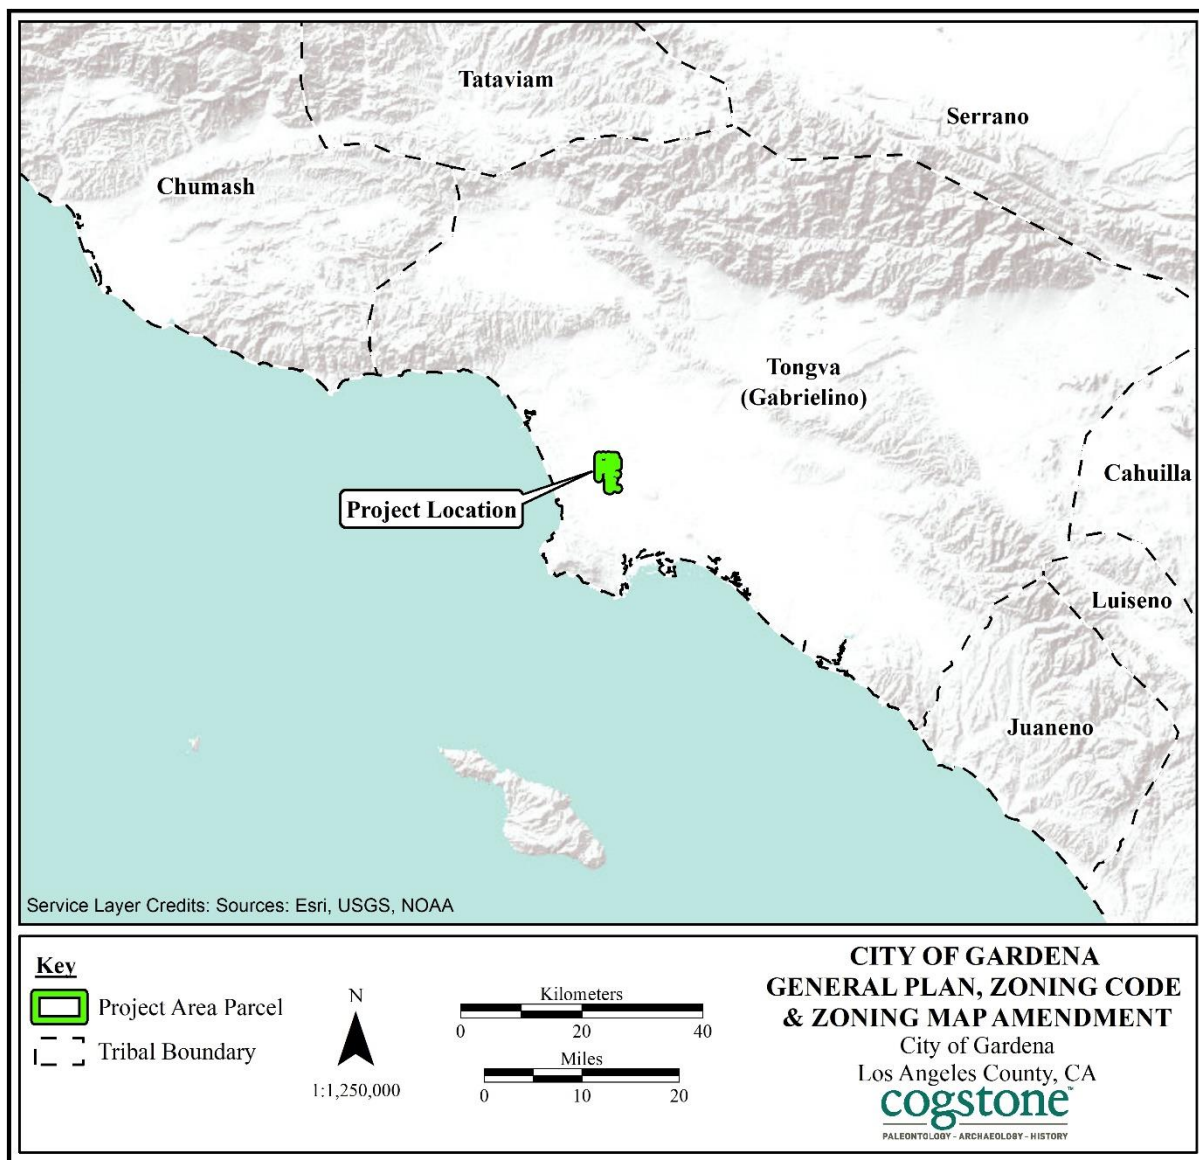 Tataviam
Serrano
Chumash
Tongva
(Gabrielino)
Cahuilla
Project Location
Luiseno
Juaneno
Service Layer Credits: Sources: Esri, USGS, NOAA
Key
Project Area Parcel
Tribal Boundary
N
1:1,250,000
Kilometers
0 20 40
Miles
0 10 20
CITY OF GARDENA
GENERAL PLAN, ZONING CODE
& ZONING MAP AMENDMENT
City of Gardena
Los Angeles County, CA
cogstone™
PALEONTOLOGY - ARCHAEOLOGY - HISTORY